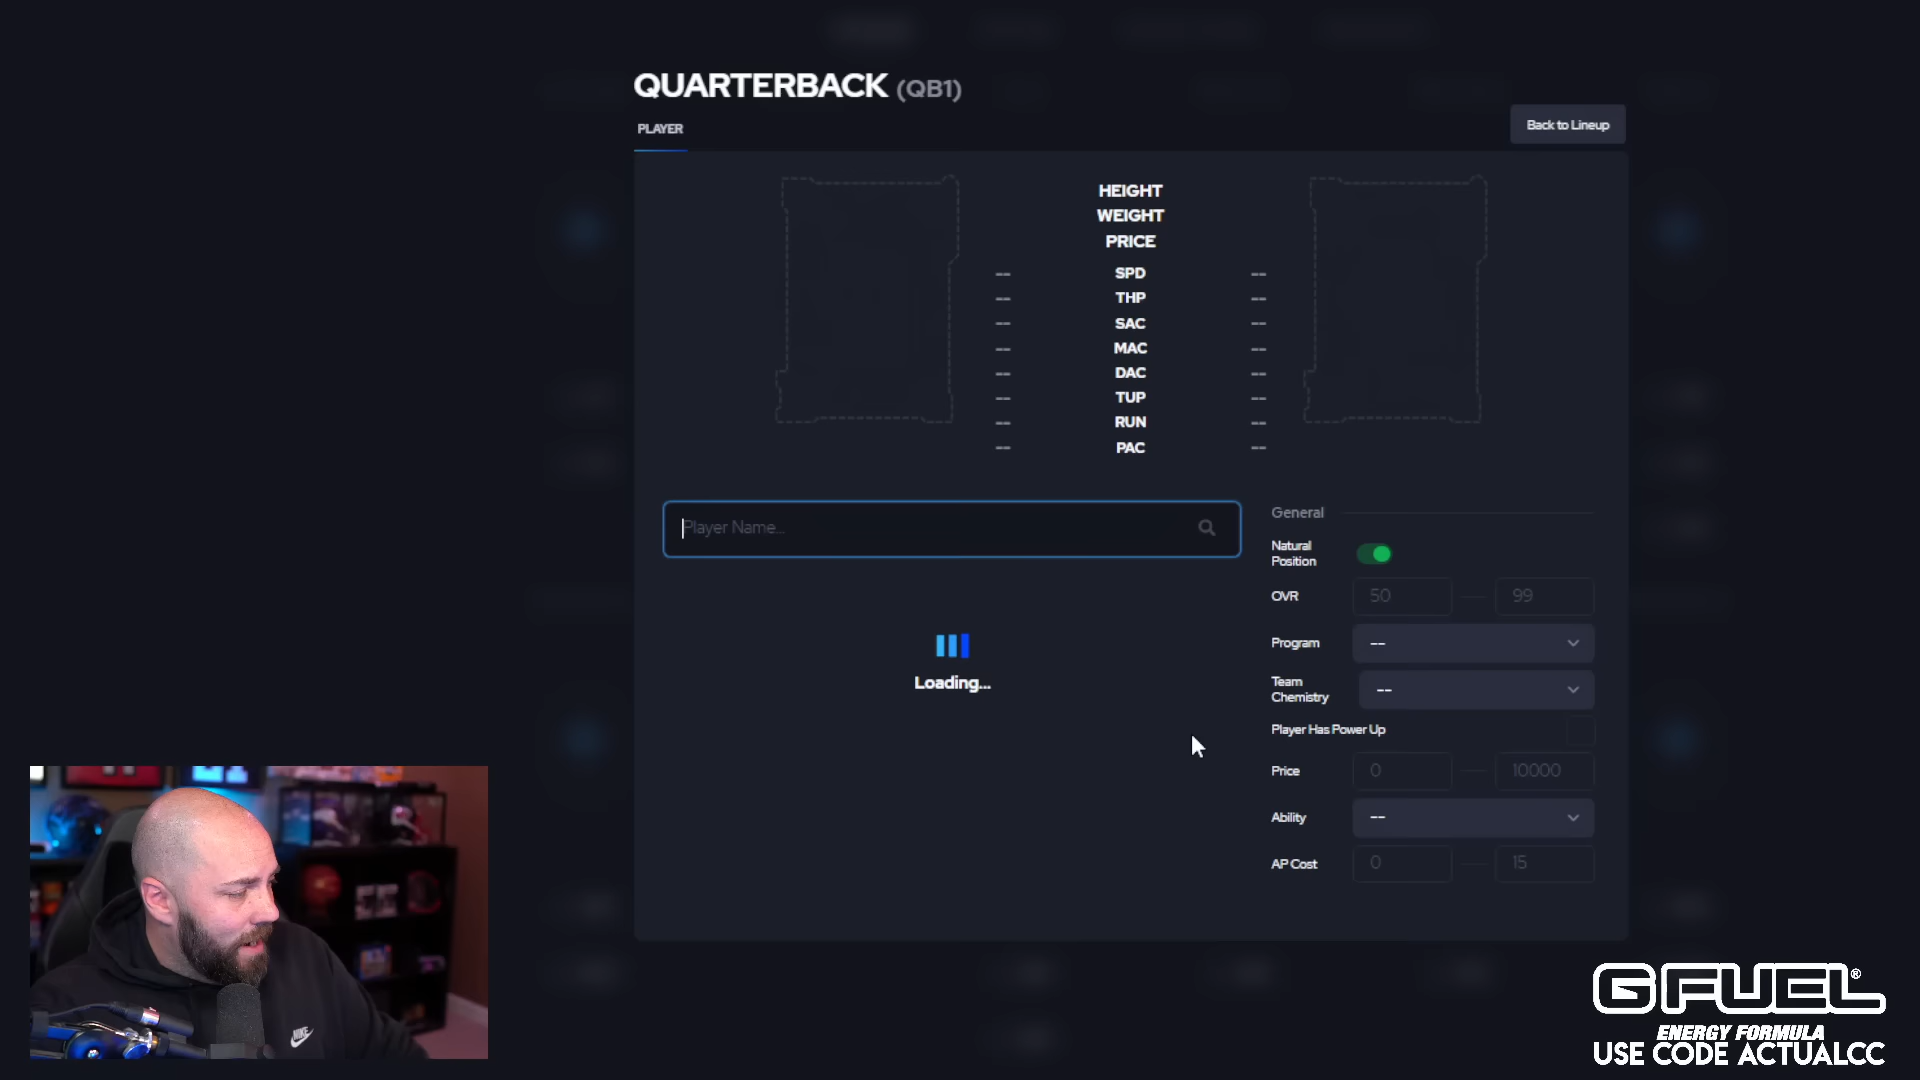 QUARTERBACK (QB1)
PLAYER
Back to Lineup
HEIGHT
WEIGHT
PRICE
-- SPD --
-- THP --
-- SAC --
-- MAC --
-- DAC --
-- TUP --
-- RUN --
-- PAC --
Player Name...
Loading...
General
Natural
Position
OVR 50 — 99
Program --
Team
Chemistry --
Player Has Power Up
Price 0 — 10000
Ability --
AP Cost 0 — 15
NIKE
G FUEL®
ENERGY FORMULA
USE CODE ACTUALCC